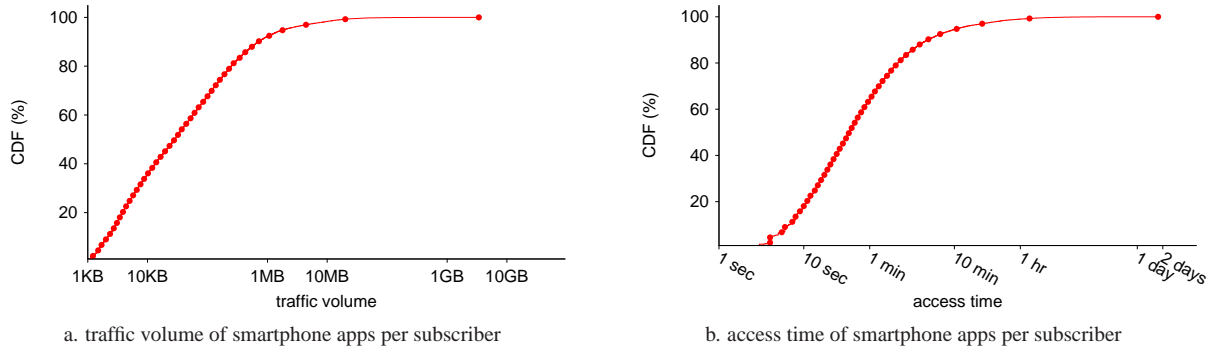 CDF (%)
100
80
60
40
20
1KB 10KB 1MB 10MB 1GB 10GB
traffic volume
a. traffic volume of smartphone apps per subscriber
CDF (%)
100
80
60
40
20
1 sec 10 sec 1 min 10 min 1 hr 1 day 2 days
access time
b. access time of smartphone apps per subscriber